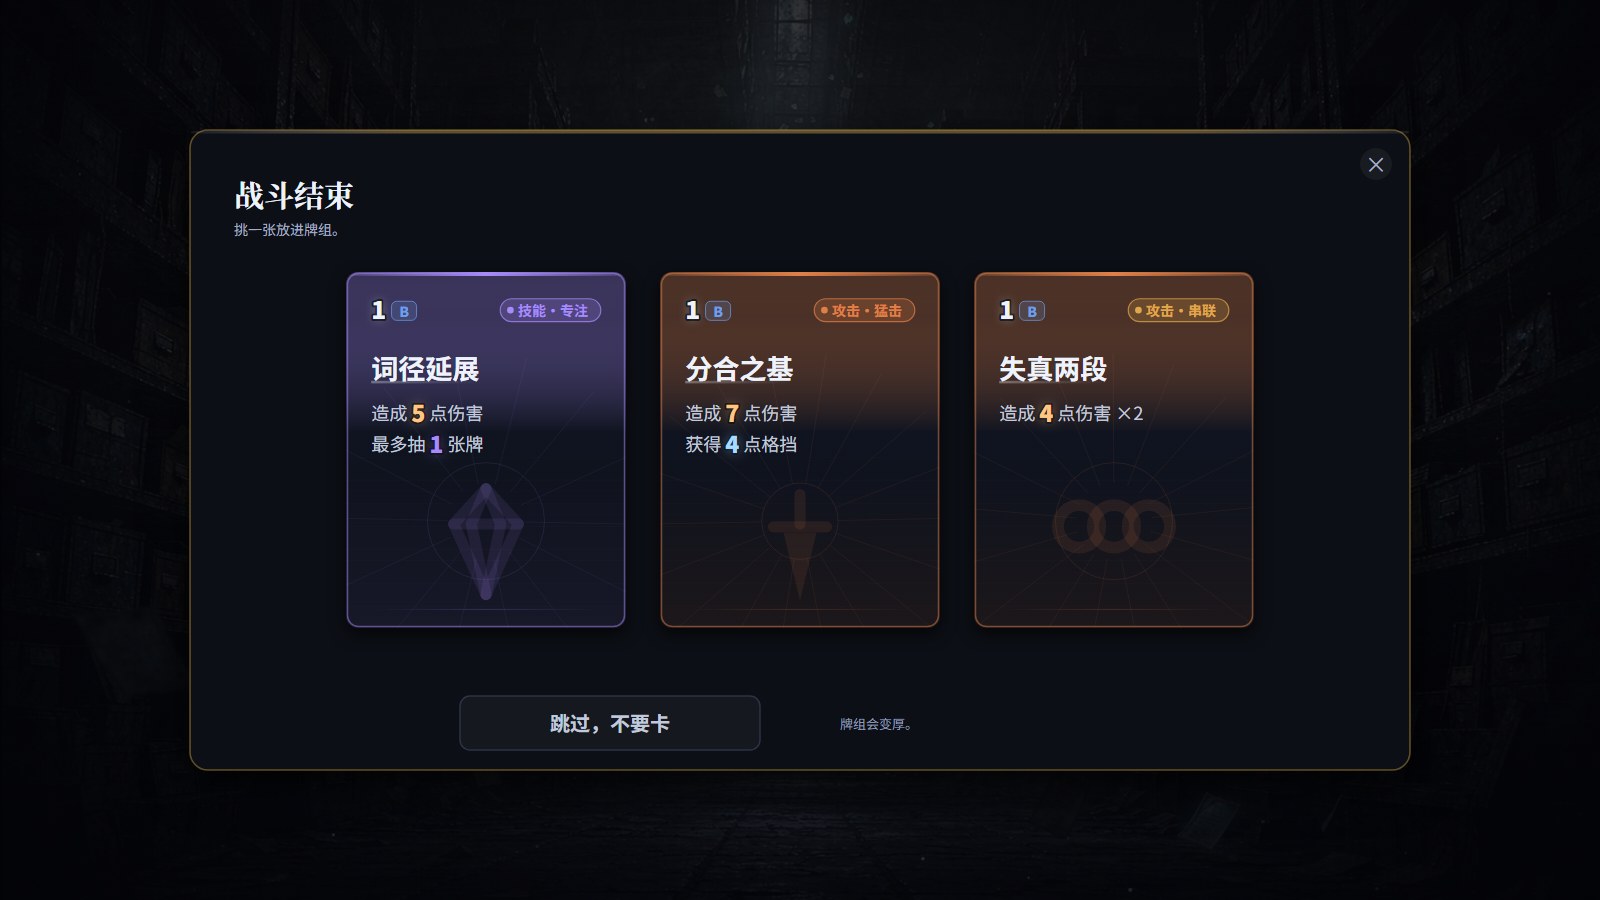 战斗结束
挑一张放进牌组。
1 B 技能·专注
词径延展
造成 5 点伤害
最多抽 1 张牌
1 B 攻击·猛击
分合之基
造成 7 点伤害
获得 4 点格挡
1 B 攻击·串联
失真两段
造成 4 点伤害 ×2
跳过，不要卡
牌组会变厚。